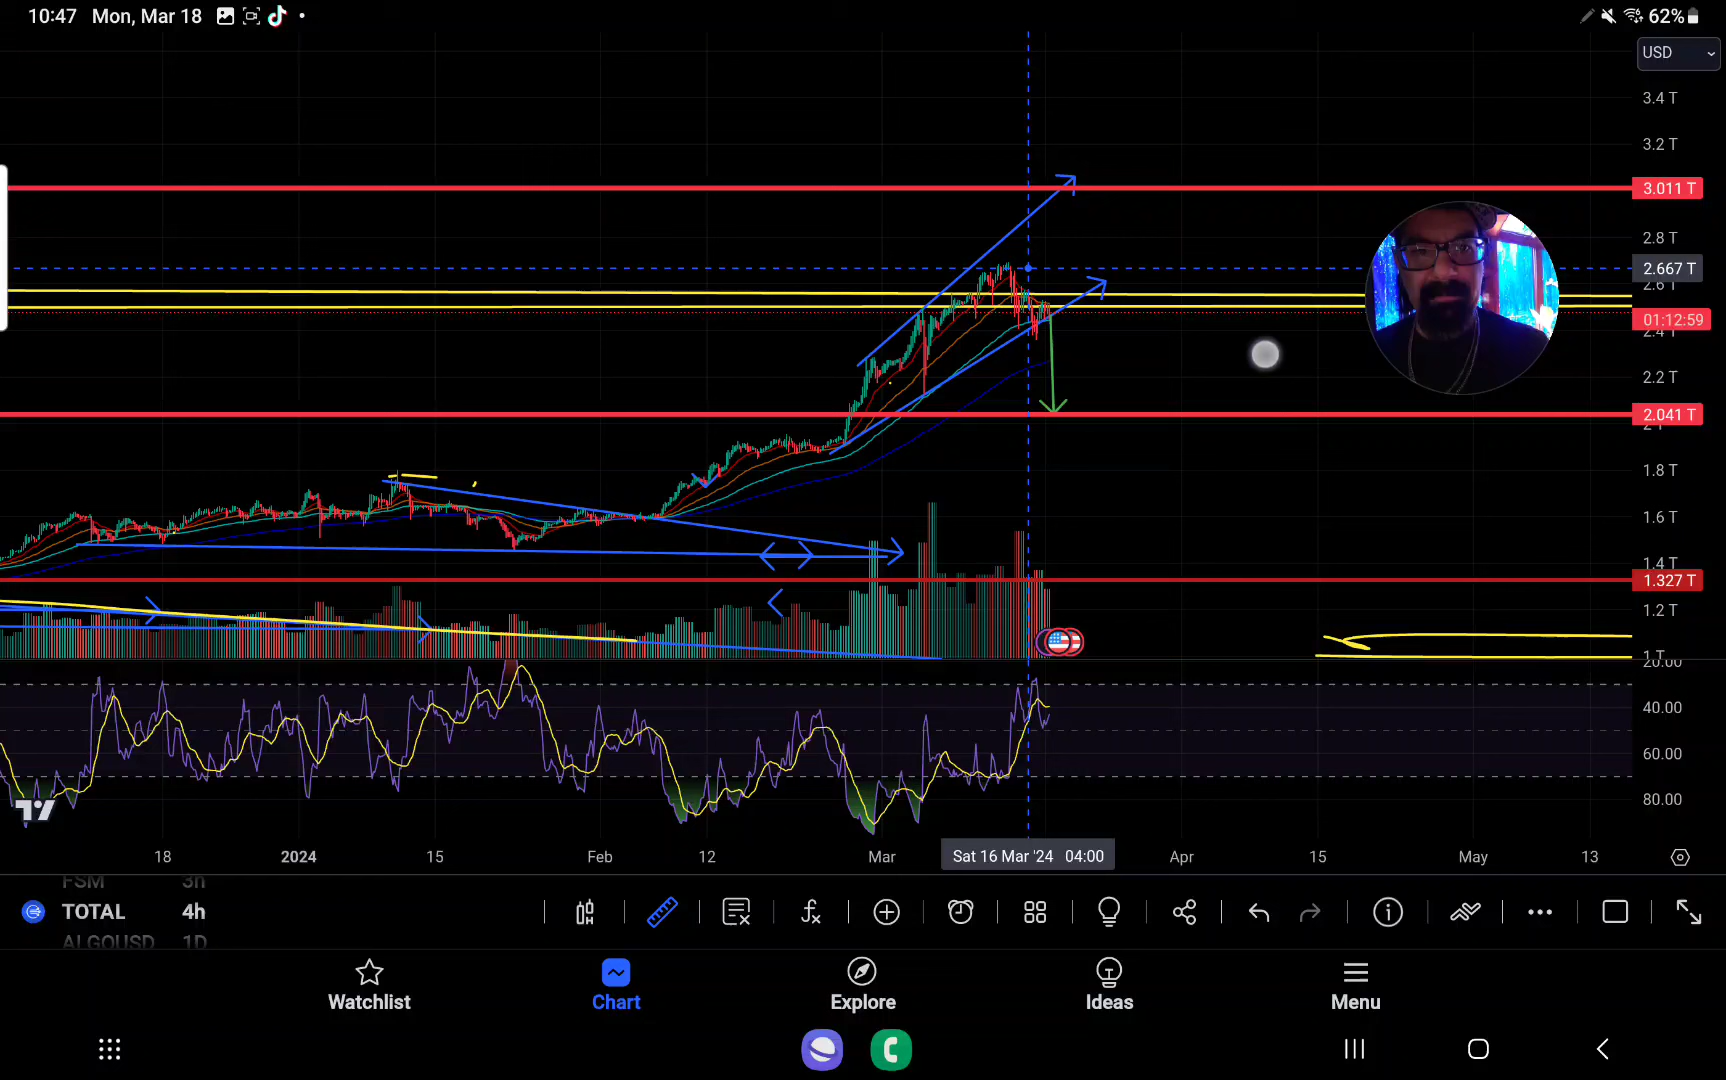 10:47 Mon, Mar 18 62%
USD
3.4 T
3.2 T
3.011 T
2.8 T
2.667 T
2.6 T
01:12:59
2.4 T
2.2 T
2.041 T
2 T
1.8 T
1.6 T
1.4 T
1.327 T
1.2 T
1 T
20.00
40.00
60.00
80.00
18 2024 15 Feb 12 Mar Sat 16 Mar '24 04:00 Apr 15 May 13
FSM 3h
TOTAL 4h
ALGOUSD 1D
Watchlist Chart Explore Ideas Menu